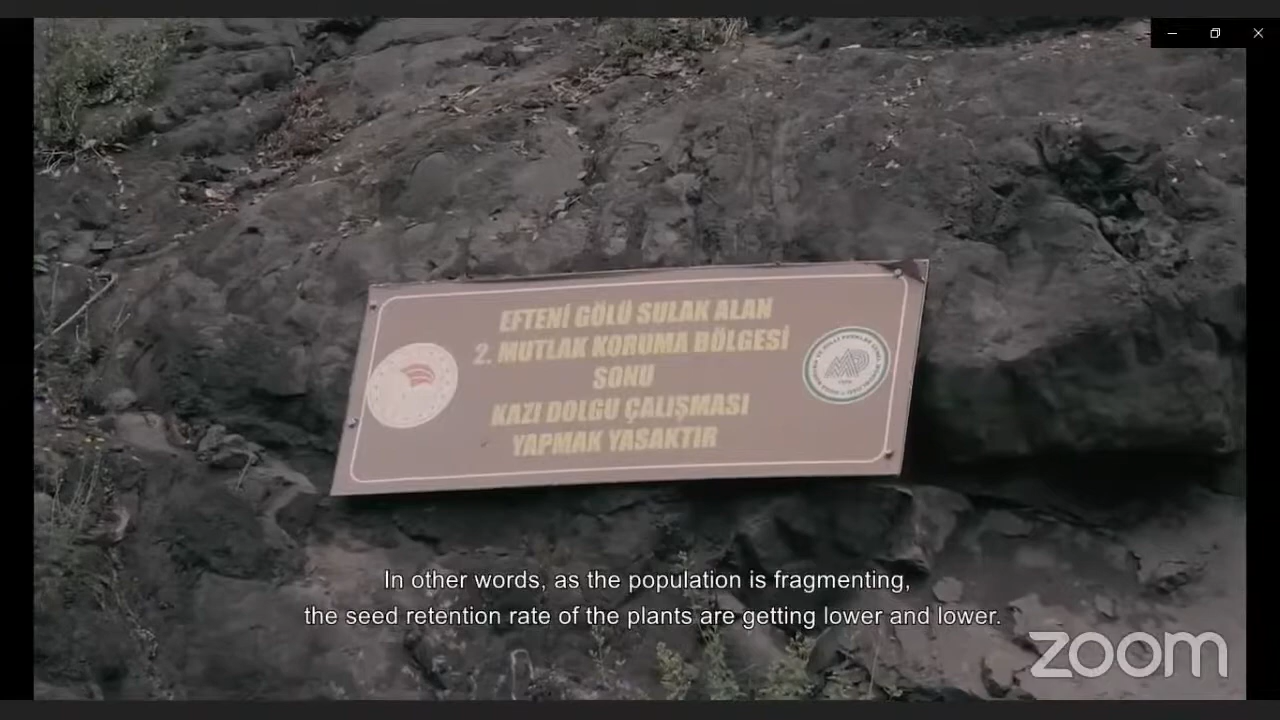 EFTENİ GÖLÜ SULAK ALAN
2. MUTLAK KORUMA BÖLGESİ
SONU
KAZI DOLGU ÇALIŞMASI
YAPMAK YASAKTIR
In other words, as the population is fragmenting,
the seed retention rate of the plants are getting lower and lower.
zoom